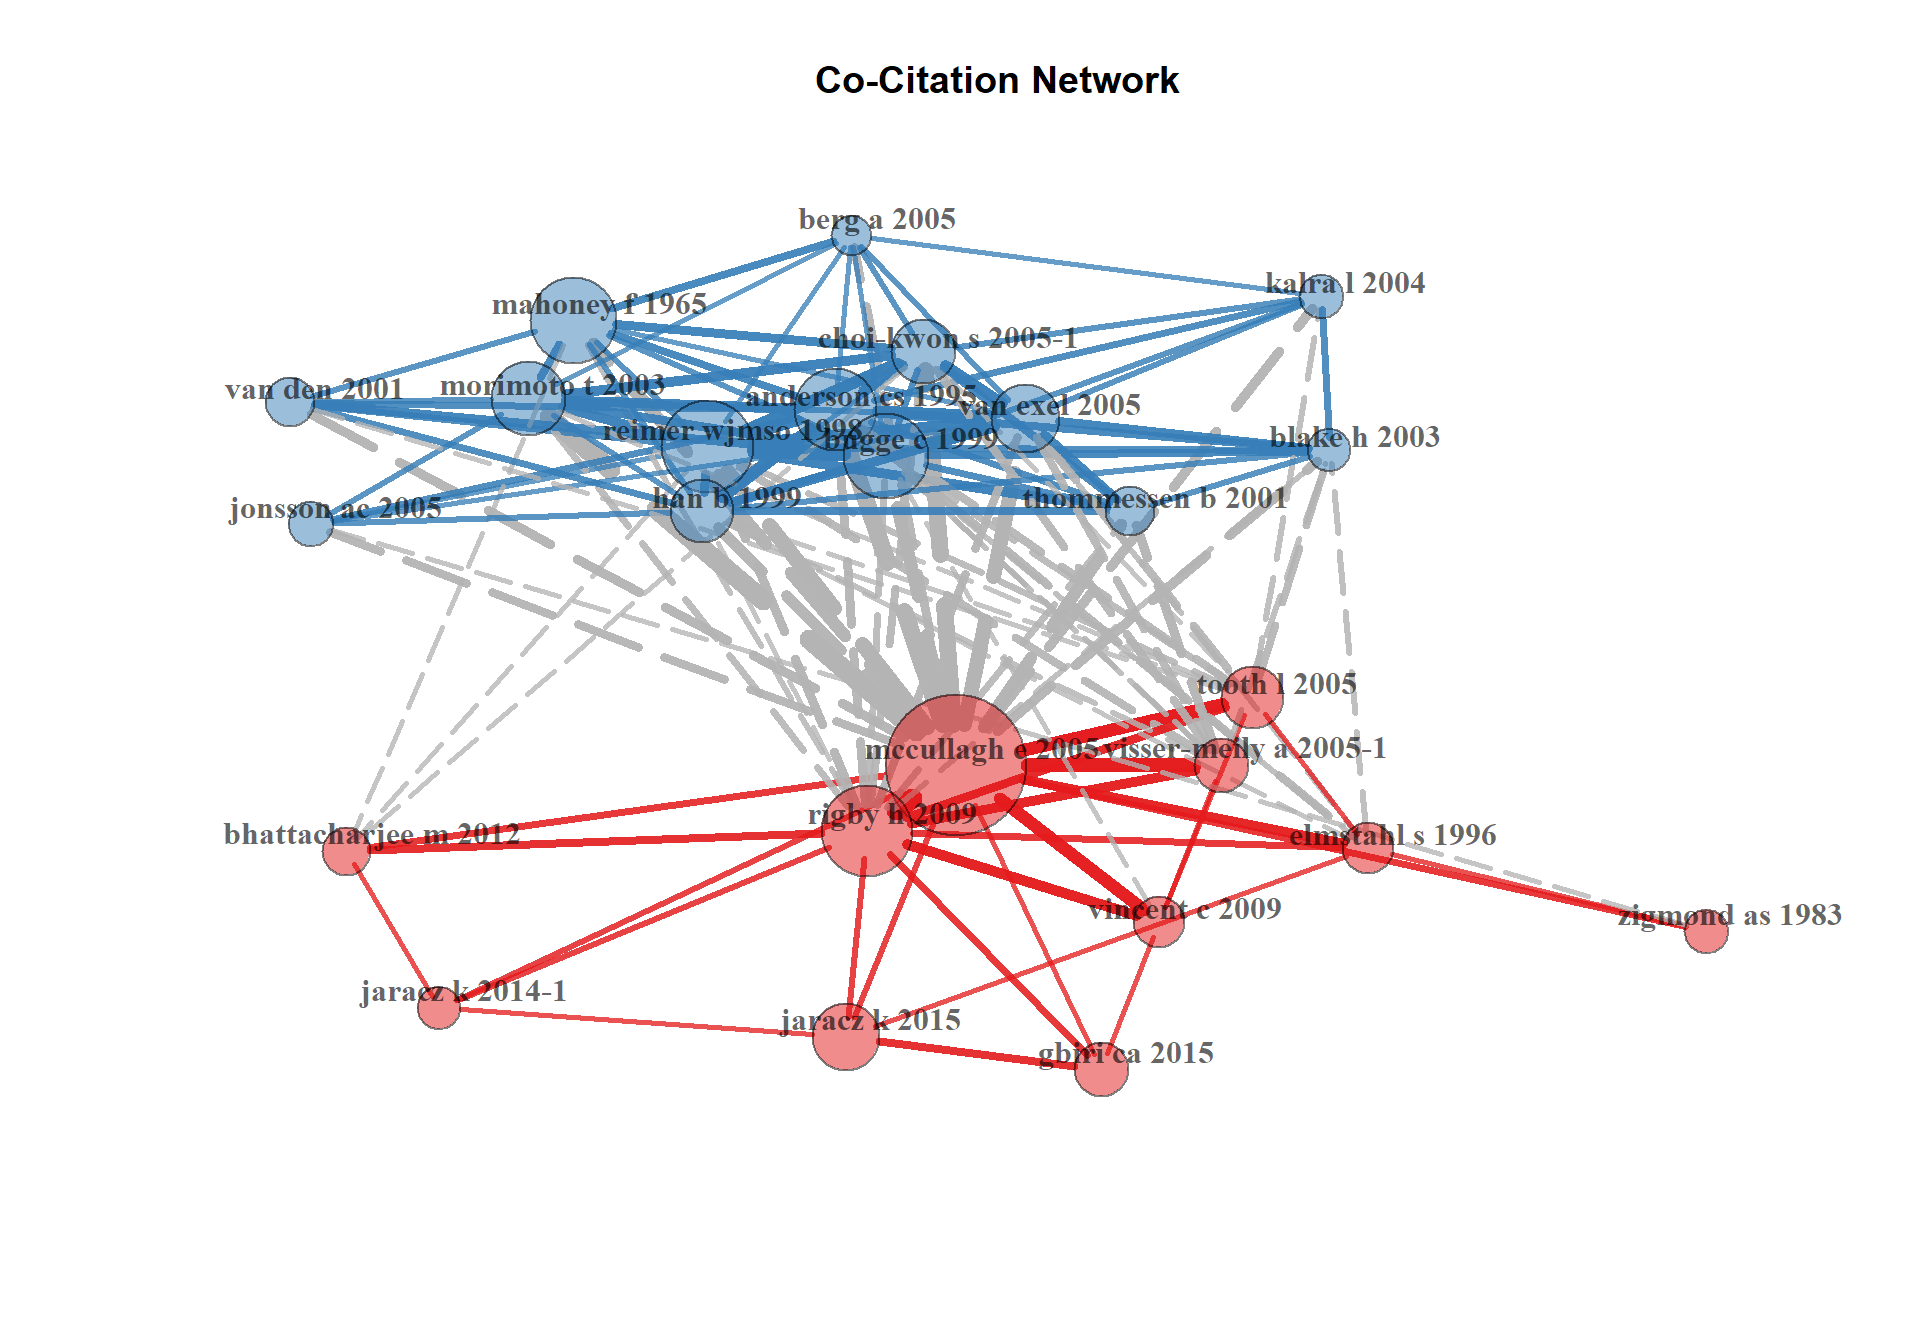 Co-Citation Network
berg a 2005
kalra l 2004
mahoney f 1965
choi-kwon s 2005-1
van den 2001
morimoto t 2003
anderson cs 1995
van exel 2005
reimer wjmso 1998
bugge c 1999
blake h 2003
jonsson ac 2005
han b 1999
thommessen b 2001
tooth l 2005
mccullagh e 2005
visser-meily a 2005-1
rigby h 2009
bhattacharjee m 2012
elmstahl s 1996
vincent c 2009
zigmond as 1983
jaracz k 2014-1
jaracz k 2015
gbiri ca 2015